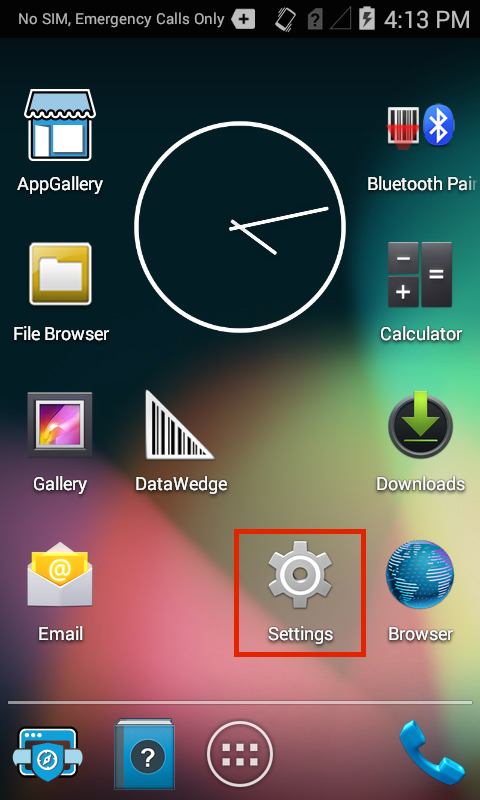 No SIM, Emergency Calls Only 4:13 PM
AppGallery
Bluetooth Pair
File Browser
Calculator
Gallery
DataWedge
Downloads
Email
Settings
Browser